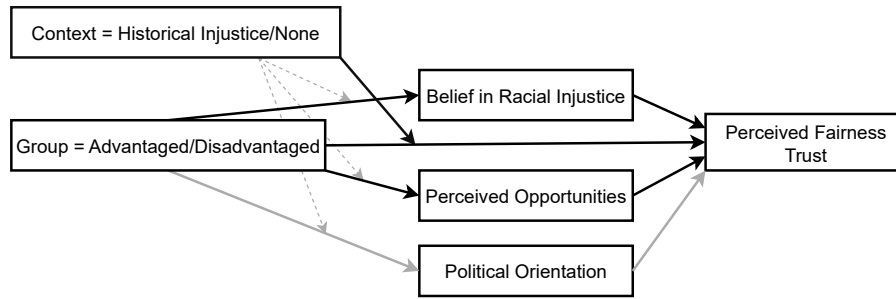 Context = Historical Injustice/None
Belief in Racial Injustice
Group = Advantaged/Disadvantaged
Perceived Fairness
Trust
Perceived Opportunities
Political Orientation